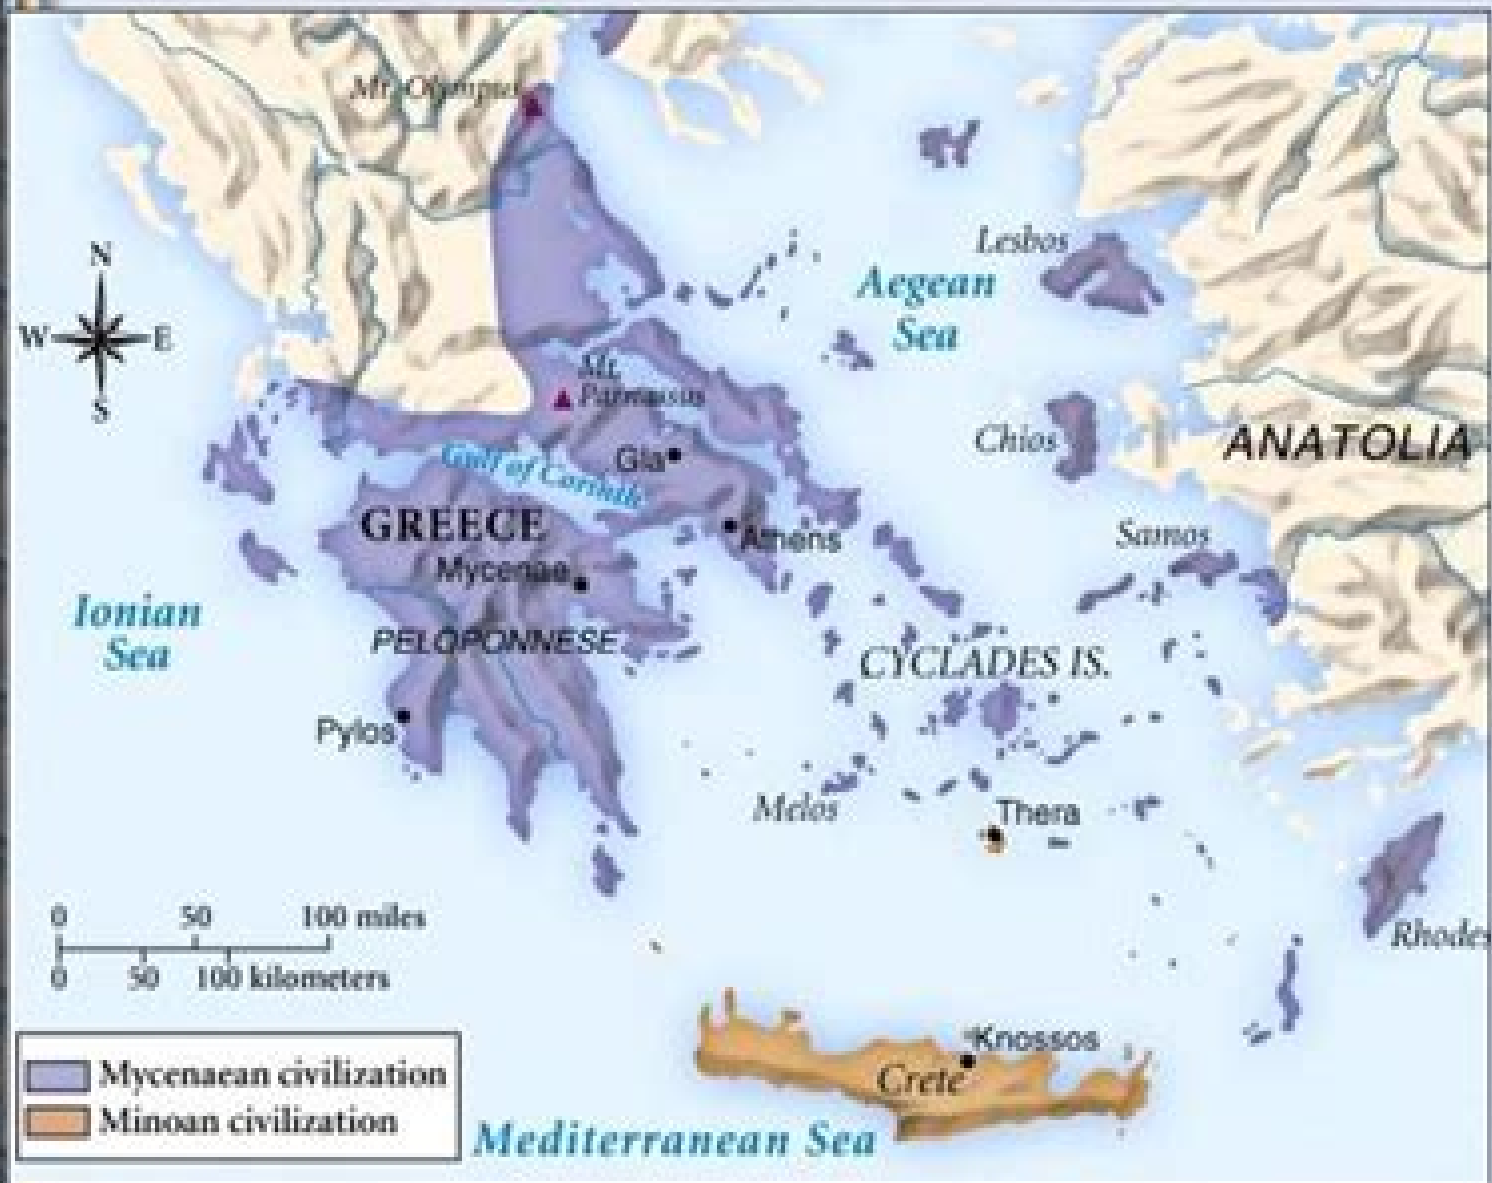 Mt. Olympus
Lesbos
Aegean
Sea
N
W
E
S
Mt.
Parnassus
Chios
ANATOLIA
Gla
Gulf of Corinth
GREECE
Athens
Samos
Mycenae
Ionian
Sea
PELOPONNESE
CYCLADES IS.
Pylos
Melos
Thera
0 50 100 miles
0 50 100 kilometers
Rhodes
Knossos
Crete
Mycenaean civilization
Minoan civilization
Mediterranean Sea